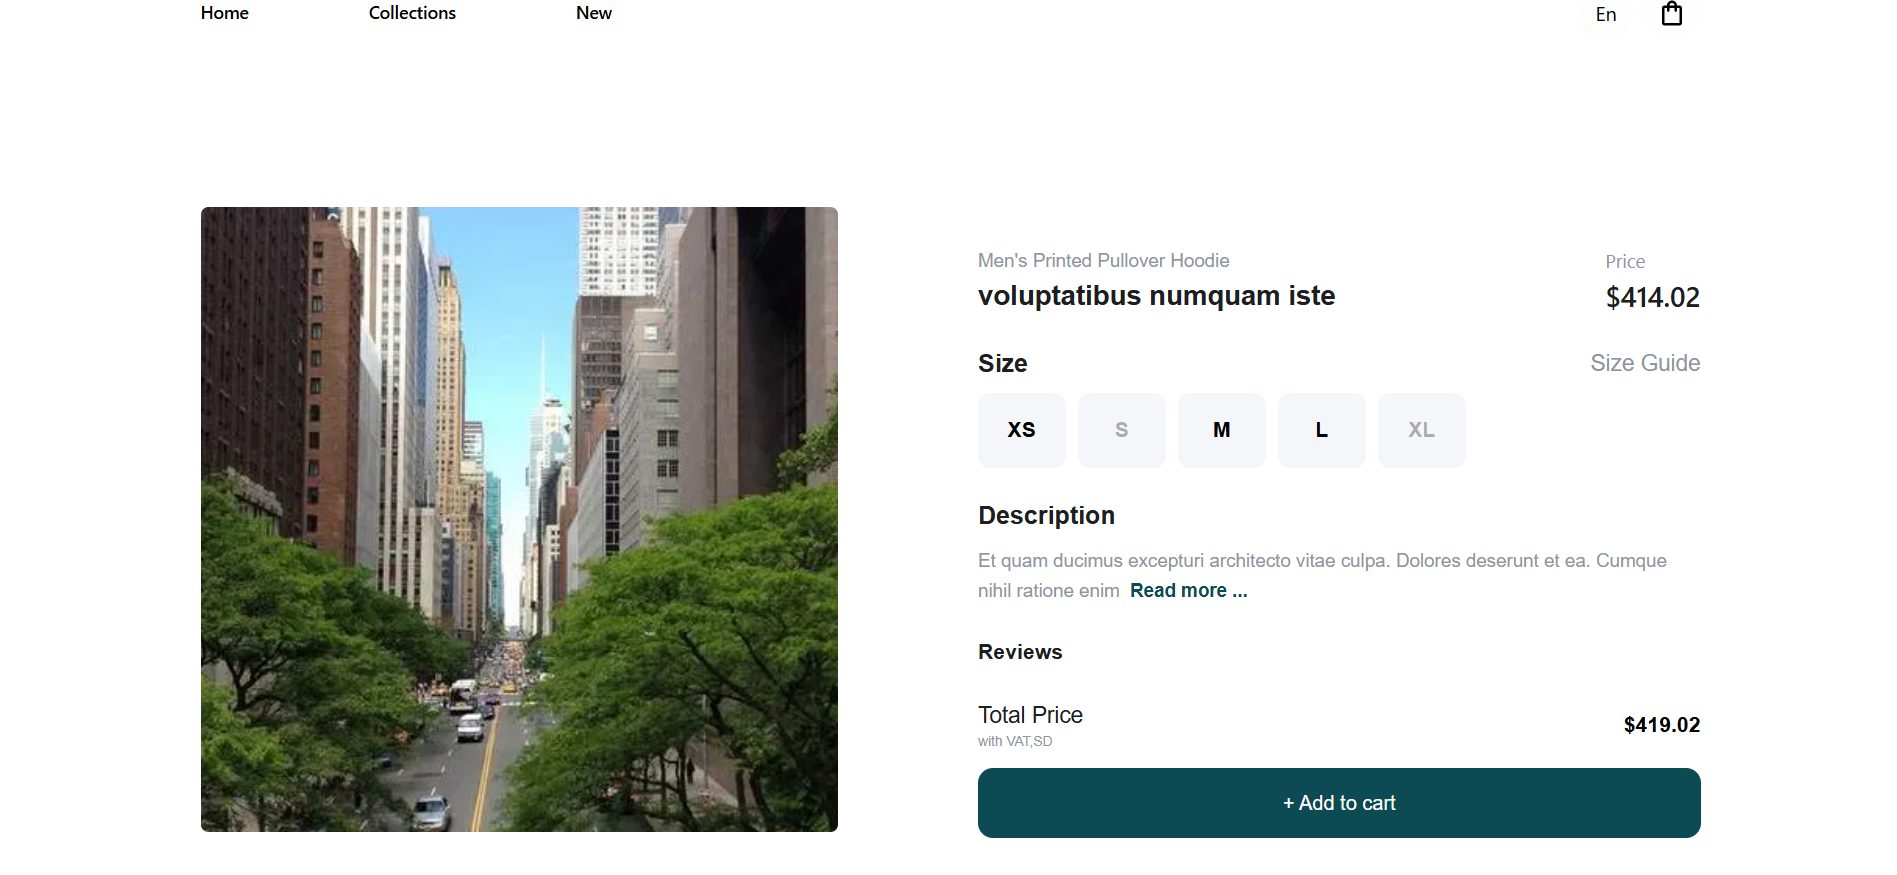 Home
Collections
New
En
Men's Printed Pullover Hoodie
voluptatibus numquam iste
Price
$414.02
Size
Size Guide
XS
S
M
L
XL
Description
Et quam ducimus excepturi architecto vitae culpa. Dolores deserunt et ea. Cumque
nihil ratione enim Read more ...
Reviews
Total Price
with VAT,SD
$419.02
+ Add to cart